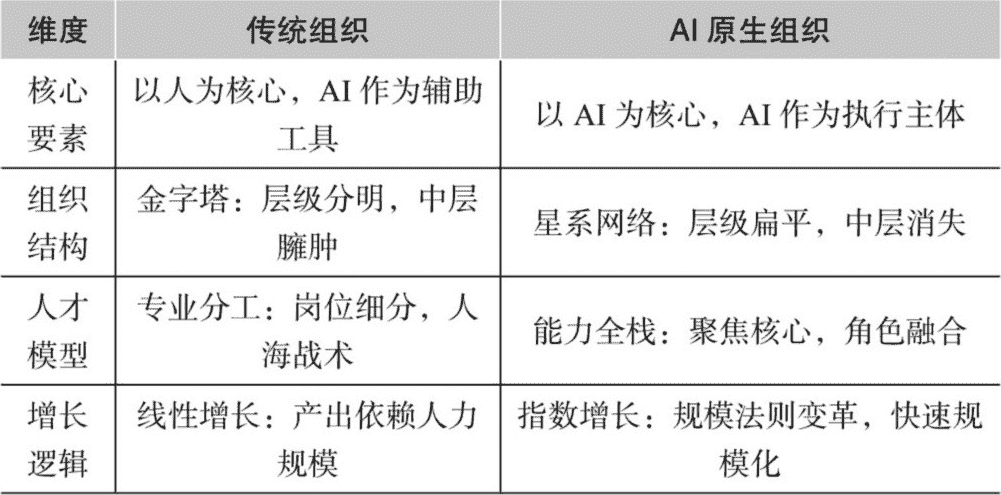 维度 传统组织 AI 原生组织
核心要素 以人为核心，AI 作为辅助工具 以 AI 为核心，AI 作为执行主体
组织结构 金字塔：层级分明，中层臃肿 星系网络：层级扁平，中层消失
人才模型 专业分工：岗位细分，人海战术 能力全栈：聚焦核心，角色融合
增长逻辑 线性增长：产出依赖人力规模 指数增长：规模法则变革，快速规模化